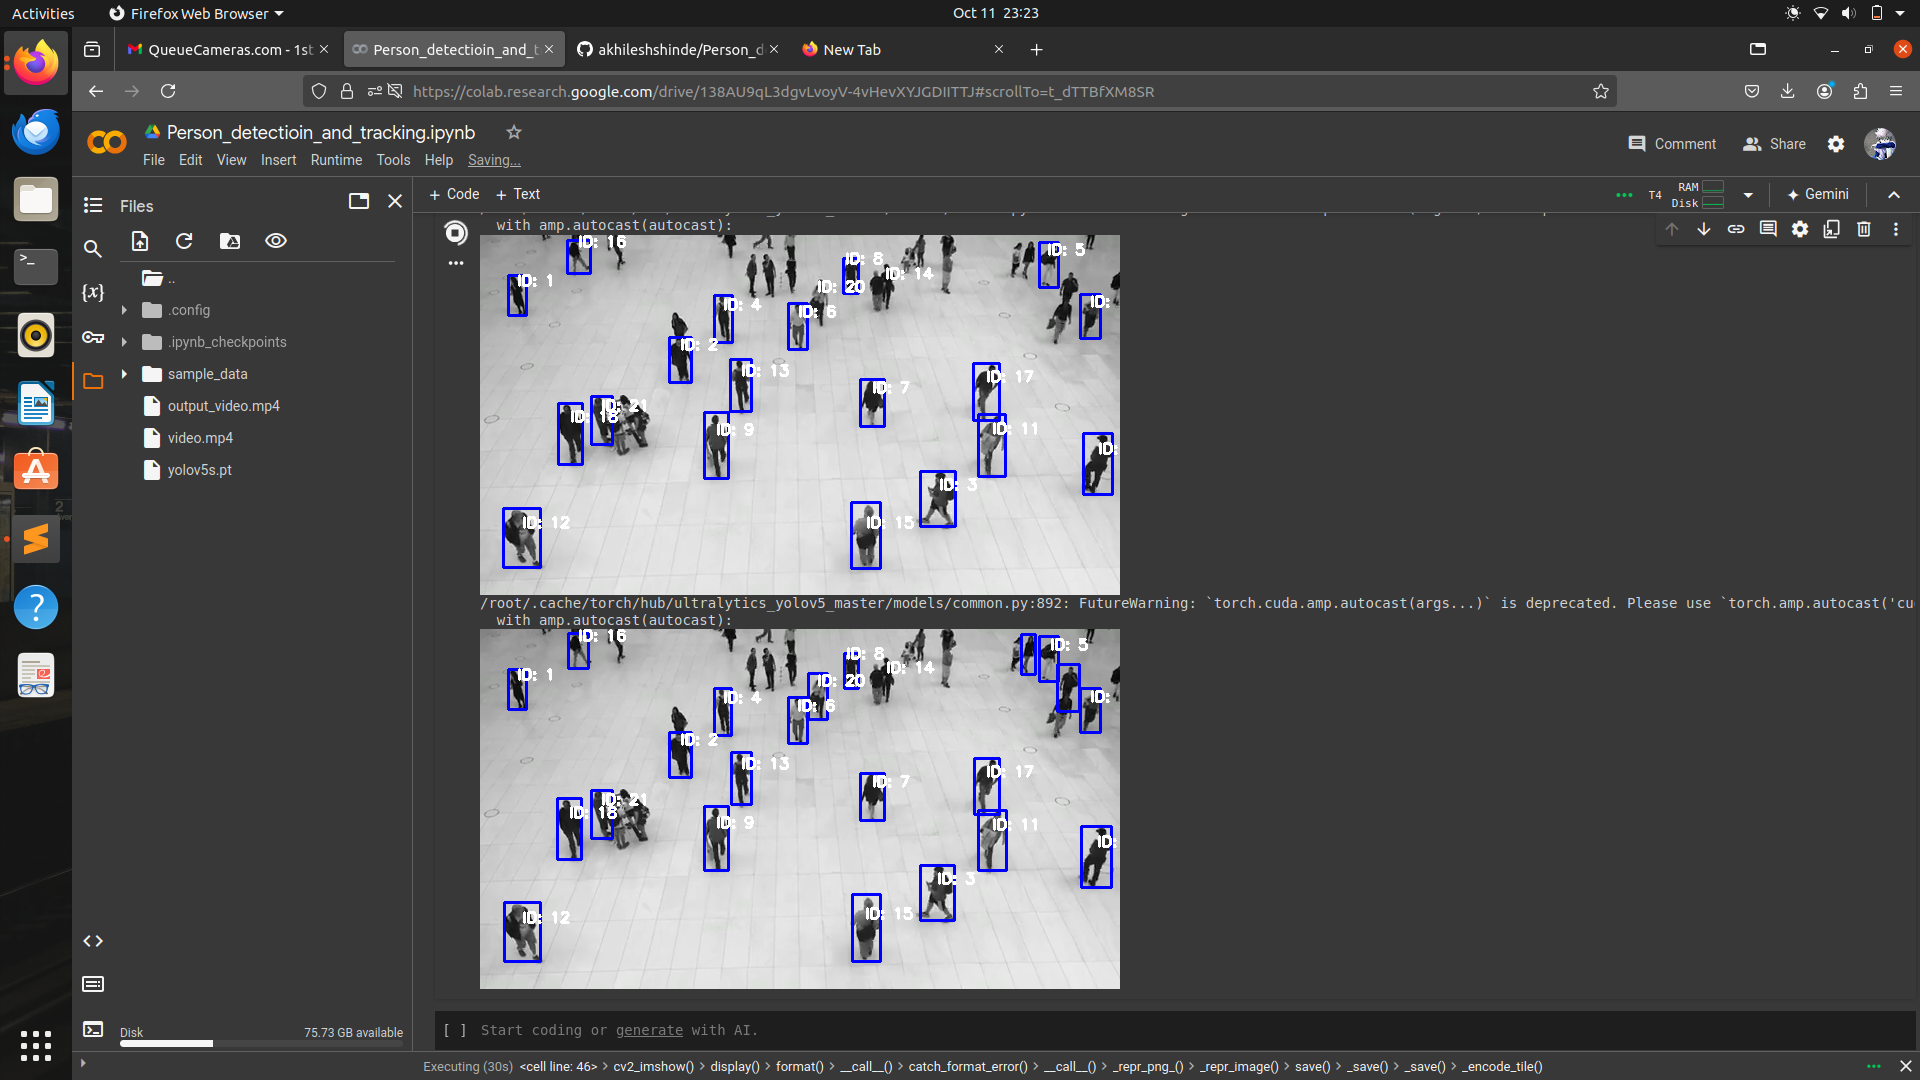 Activities
Firefox Web Browser
Oct 11 23:23
QueueCameras.com - 1st
Person_detectioin_and_t
akhileshshinde/Person_d
New Tab
https://colab.research.google.com/drive/138AU9qL3dgvLvoyV-4vHevXYJGDIITTJ#scrollTo=t_dTTBfXM8SR
Person_detectioin_and_tracking.ipynb
Comment
Share
File Edit View Insert Runtime Tools Help Saving...
Files
+ Code + Text
T4
RAM
Disk
Gemini
..
.config
.ipynb_checkpoints
sample_data
output_video.mp4
video.mp4
yolov5s.pt
{x}
Disk
75.73 GB available
with amp.autocast(autocast):
ID: 16
ID: 5
ID: 8
ID: 14
ID: 1
ID: 20
ID: 4
ID: 6
ID:
ID: 2
ID: 13
ID: 17
ID: 7
ID: 21
ID: 18
ID: 9
ID: 11
ID:
ID: 3
ID: 12
ID: 15
/root/.cache/torch/hub/ultralytics_yolov5_master/models/common.py:892: FutureWarning: `torch.cuda.amp.autocast(args...)` is deprecated. Please use `torch.amp.autocast('cu
with amp.autocast(autocast):
ID: 16
ID: 5
ID: 8
ID: 14
ID: 1
ID: 20
ID: 4
ID: 6
ID:
ID: 2
ID: 13
ID: 17
ID: 7
ID: 21
ID: 18
ID: 9
ID: 11
ID:
ID: 3
ID: 12
ID: 15
[ ] Start coding or generate with AI.
Executing (30s) <cell line: 46> > cv2_imshow() > display() > format() > __call__() > catch_format_error() > __call__() > _repr_png_() > _repr_image() > save() > _save() > _save() > _encode_tile()